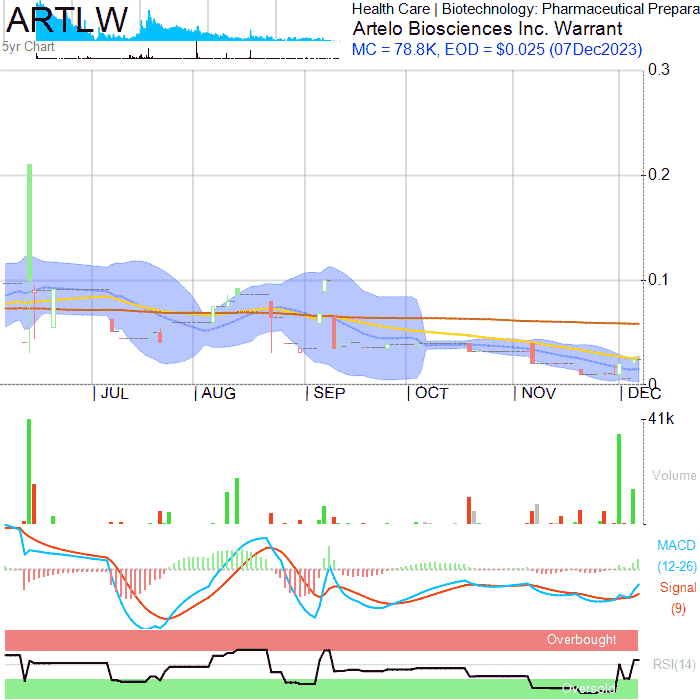 ARTLW
Health Care | Biotechnology: Pharmaceutical Prepara
Artelo Biosciences Inc. Warrant
5yr Chart
MC = 78.8K, EOD = $0.025 (07Dec2023)
0.3
0.2
0.1
0
JUL AUG SEP OCT NOV DEC
41k
Volume
MACD
(12-26)
Signal
(9)
Overbought
RSI(14)
Oversold